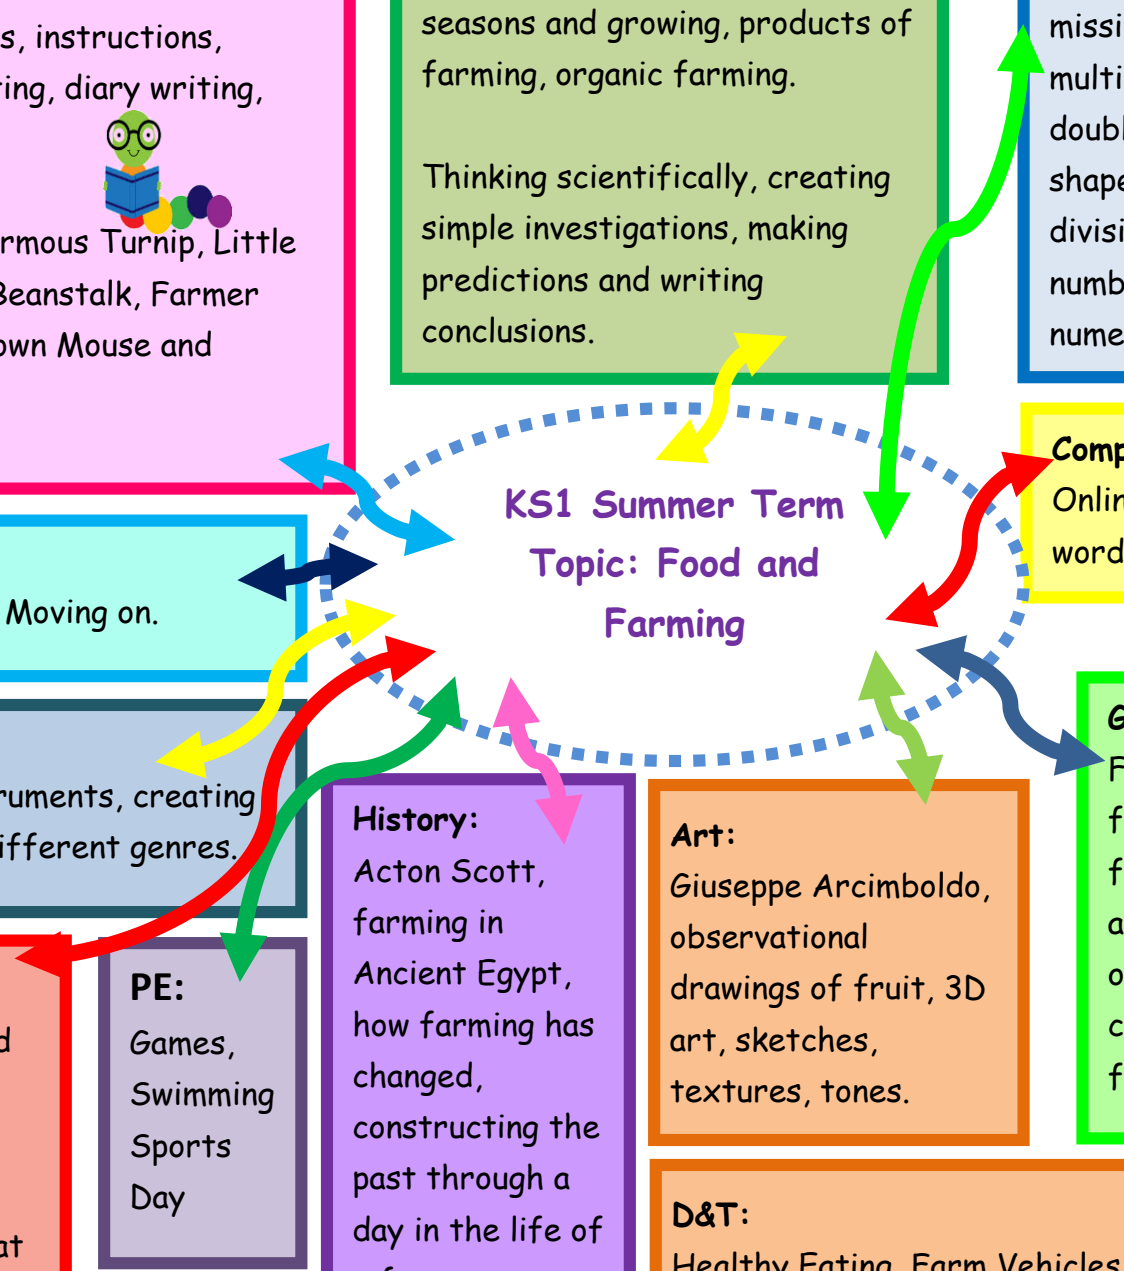 s, instructions,
ing, diary writing,
rmous Turnip, Little
Beanstalk, Farmer
own Mouse and
seasons and growing, products of
farming, organic farming.
Thinking scientifically, creating
simple investigations, making
predictions and writing
conclusions.
missi
multi
doubl
shape
divisi
numb
nume
KS1 Summer Term
Topic: Food and
Farming
Comp
Onlin
word
Moving on.
ruments, creating
ifferent genres.
d
at
PE:
Games,
Swimming
Sports
Day
History:
Acton Scott,
farming in
Ancient Egypt,
how farming has
changed,
constructing the
past through a
day in the life of
Art:
Giuseppe Arcimboldo,
observational
drawings of fruit, 3D
art, sketches,
textures, tones.
D&T:
Healthy Eating, Farm Vehicles
G
F
f
f
a
o
c
f